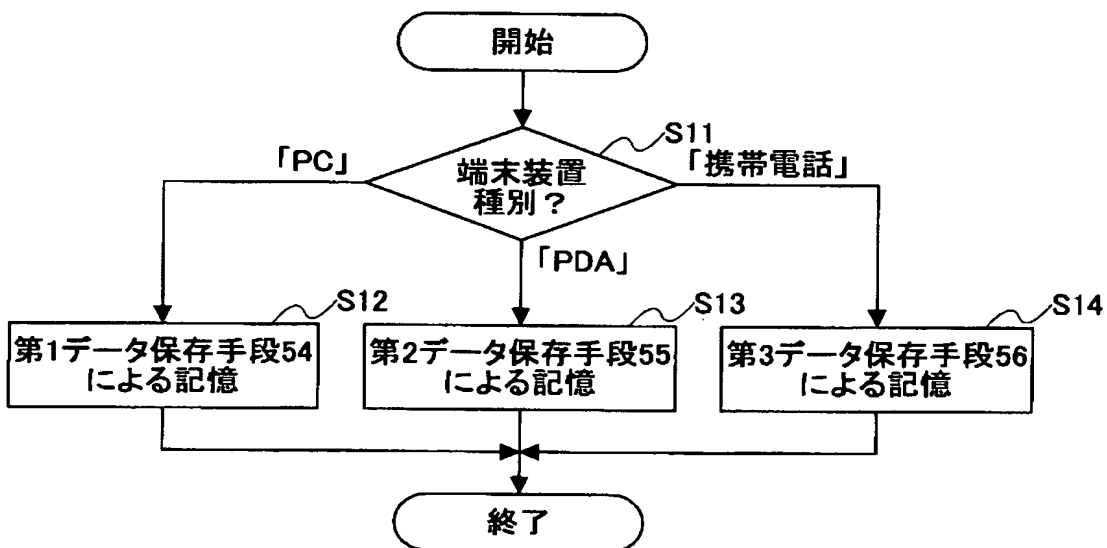 開始
S11
「PC」
端末装置
種別？
「携帯電話」
「PDA」
S12
第1データ保存手段54
による記憶
S13
第2データ保存手段55
による記憶
S14
第3データ保存手段56
による記憶
終了